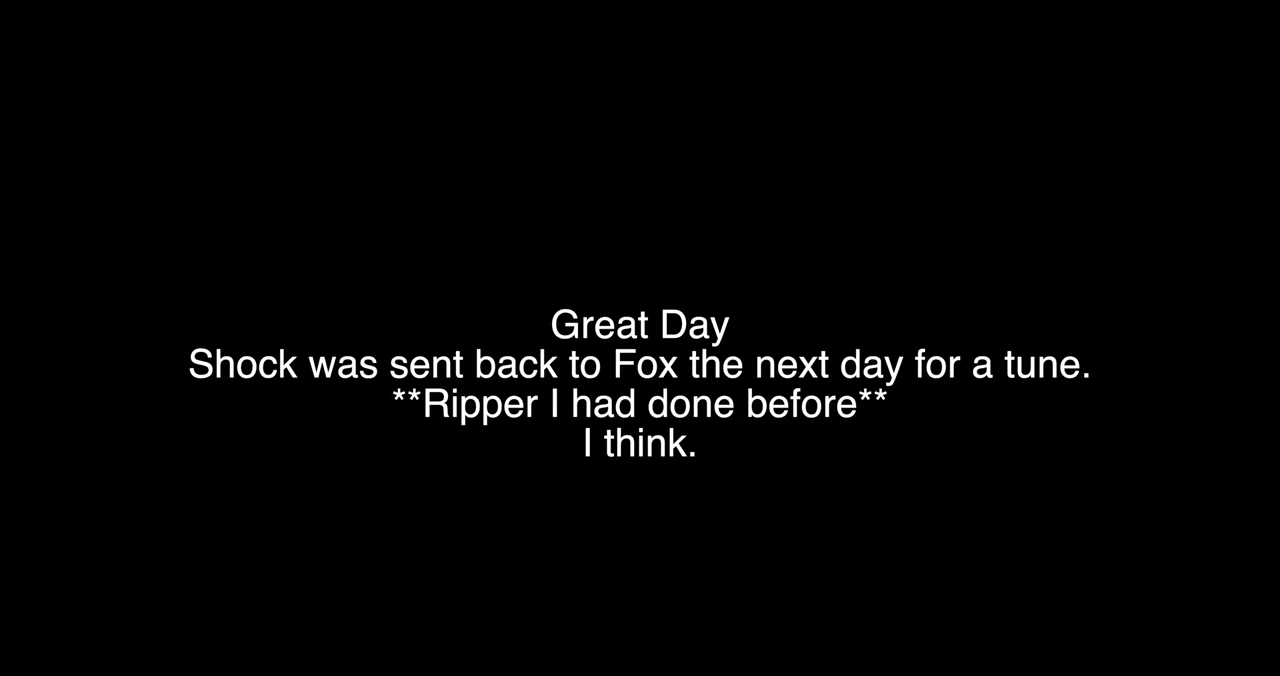 Great Day
Shock was sent back to Fox the next day for a tune.
**Ripper I had done before**
I think.